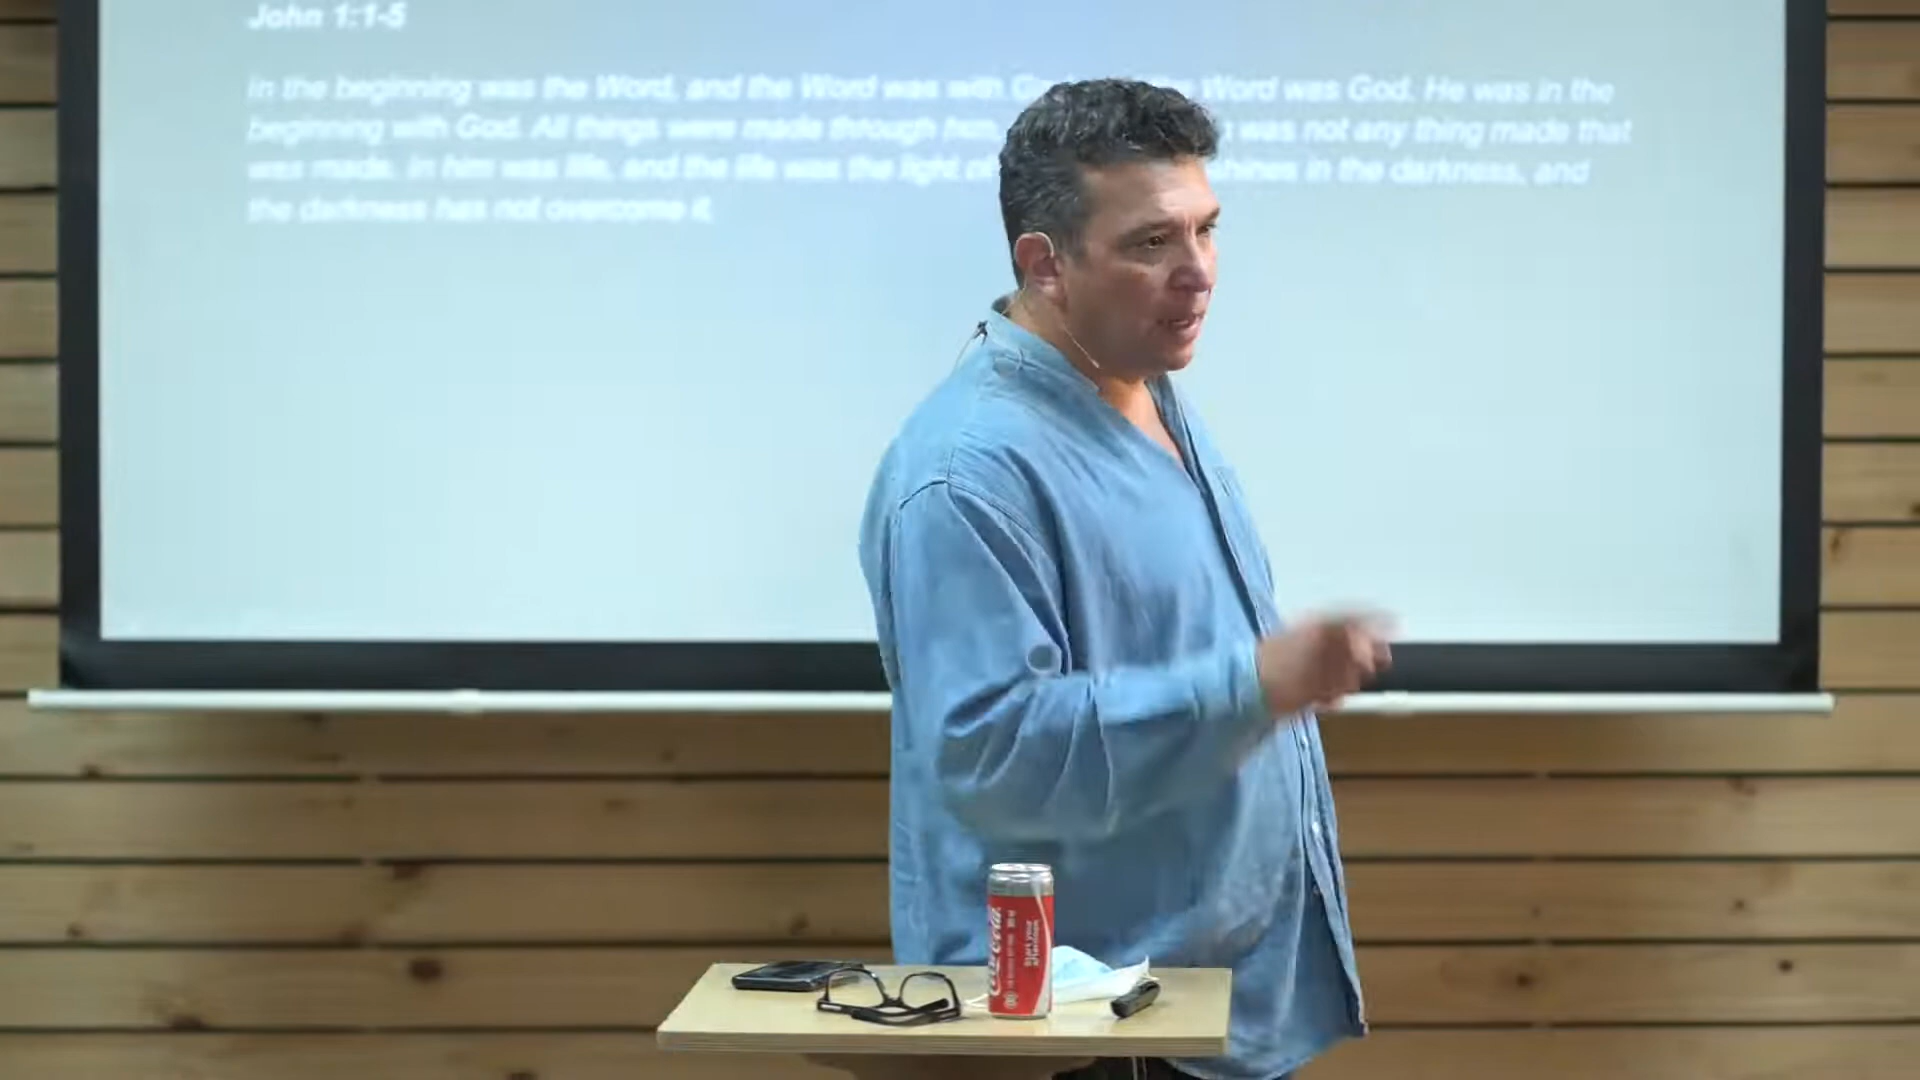 John 1:1-5
In the beginning was the Word, and the Word was with the Word was God. He was in the
beginning with God. All things were made through him, was not any thing made that
was made. In him was life, and the life was the light shines in the darkness, and
the darkness has not overcome it.
Coca-Cola